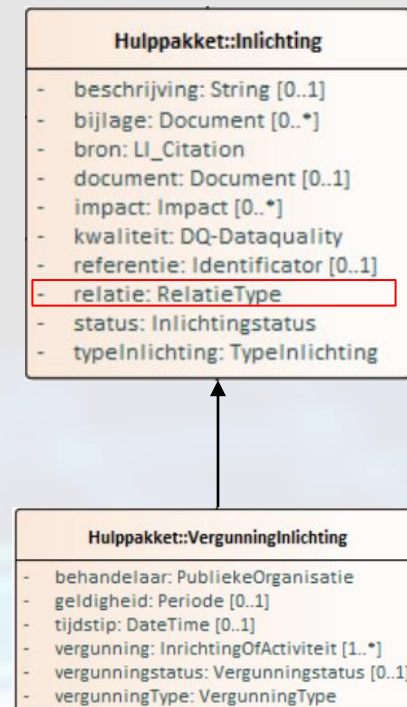 Hulppakket::Inlichting
- beschrijving: String [0..1]
- bijlage: Document [0..*]
- bron: LI_Citation
- document: Document [0..1]
- impact: Impact [0..*]
- kwaliteit: DQ-Dataquality
- referentie: Identificator [0..1]
- relatie: RelatieType
- status: Inlichtingstatus
- typeInlichting: TypeInlichting
Hulppakket::VergunningInlichting
- behandelaar: PubliekeOrganisatie
- geldigheid: Periode [0..1]
- tijdstip: DateTime [0..1]
- vergunning: InrichtingOfActiviteit [1..*]
- vergunningstatus: Vergunningstatus [0..1]
- vergunningType: VergunningType